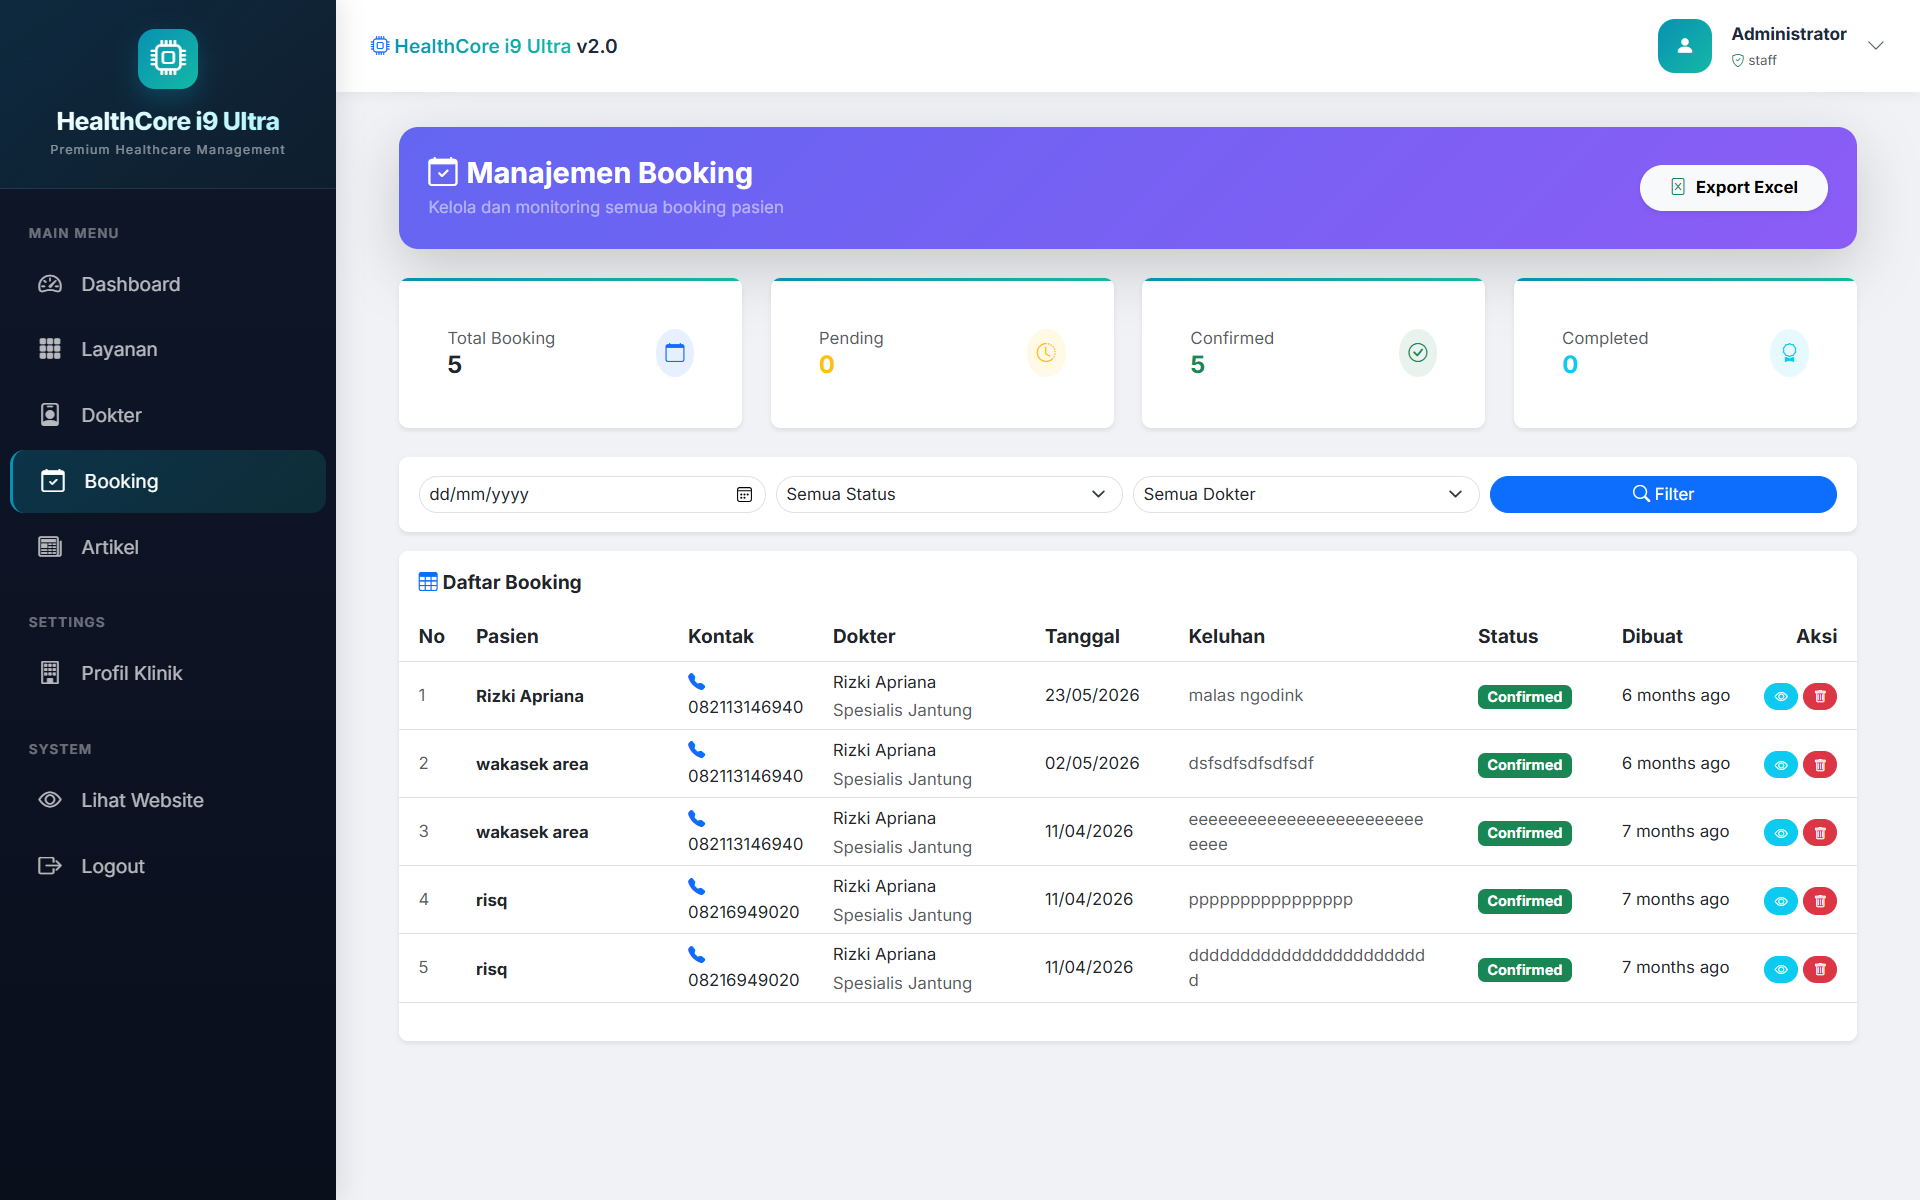 HealthCore i9 Ultra
Premium Healthcare Management
MAIN MENU
Dashboard
Layanan
Dokter
Booking
Artikel
SETTINGS
Profil Klinik
SYSTEM
Lihat Website
Logout
HealthCore i9 Ultra v2.0
Administrator
staff
Manajemen Booking
Kelola dan monitoring semua booking pasien
Export Excel
Total Booking
5
Pending
0
Confirmed
5
Completed
0
dd/mm/yyyy
Semua Status
Semua Dokter
Filter
Daftar Booking
No Pasien Kontak Dokter Tanggal Keluhan Status Dibuat Aksi
1 Rizki Apriana 082113146940 Rizki Apriana Spesialis Jantung 23/05/2026 malas ngodink Confirmed 6 months ago
2 wakasek area 082113146940 Rizki Apriana Spesialis Jantung 02/05/2026 dsfsdfsdfsdfsdf Confirmed 6 months ago
3 wakasek area 082113146940 Rizki Apriana Spesialis Jantung 11/04/2026 eeeeeeeeeeeeeeeeeeeeeeee eeee Confirmed 7 months ago
4 risq 08216949020 Rizki Apriana Spesialis Jantung 11/04/2026 pppppppppppppppp Confirmed 7 months ago
5 risq 08216949020 Rizki Apriana Spesialis Jantung 11/04/2026 ddddddddddddddddddddddd d Confirmed 7 months ago